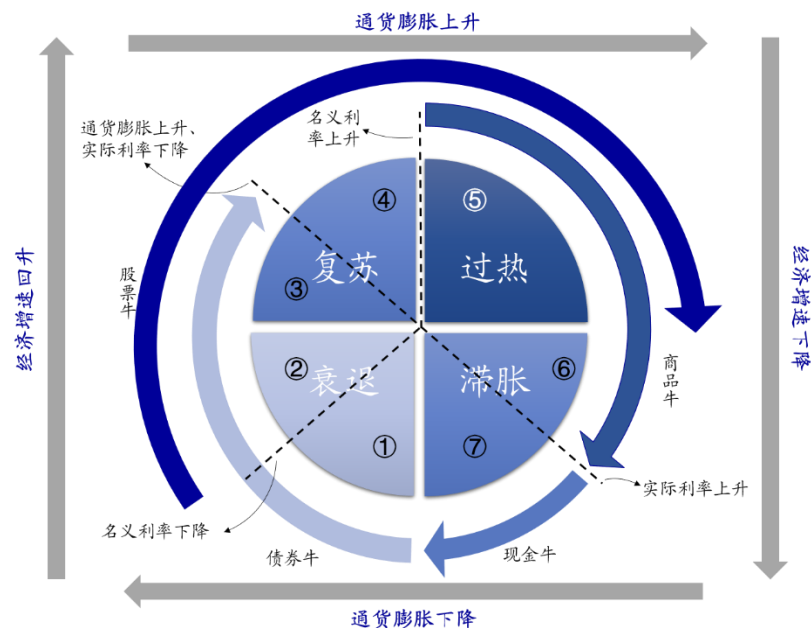 通货膨胀上升
名义利
率上升
通货膨胀上升、
实际利率下降
④
⑤
经济增速回升
股票牛
复苏
过热
③
经济增速下降
商品牛
②
衰退
滞胀
⑥
①
⑦
实际利率上升
名义利率下降
债券牛
现金牛
通货膨胀下降